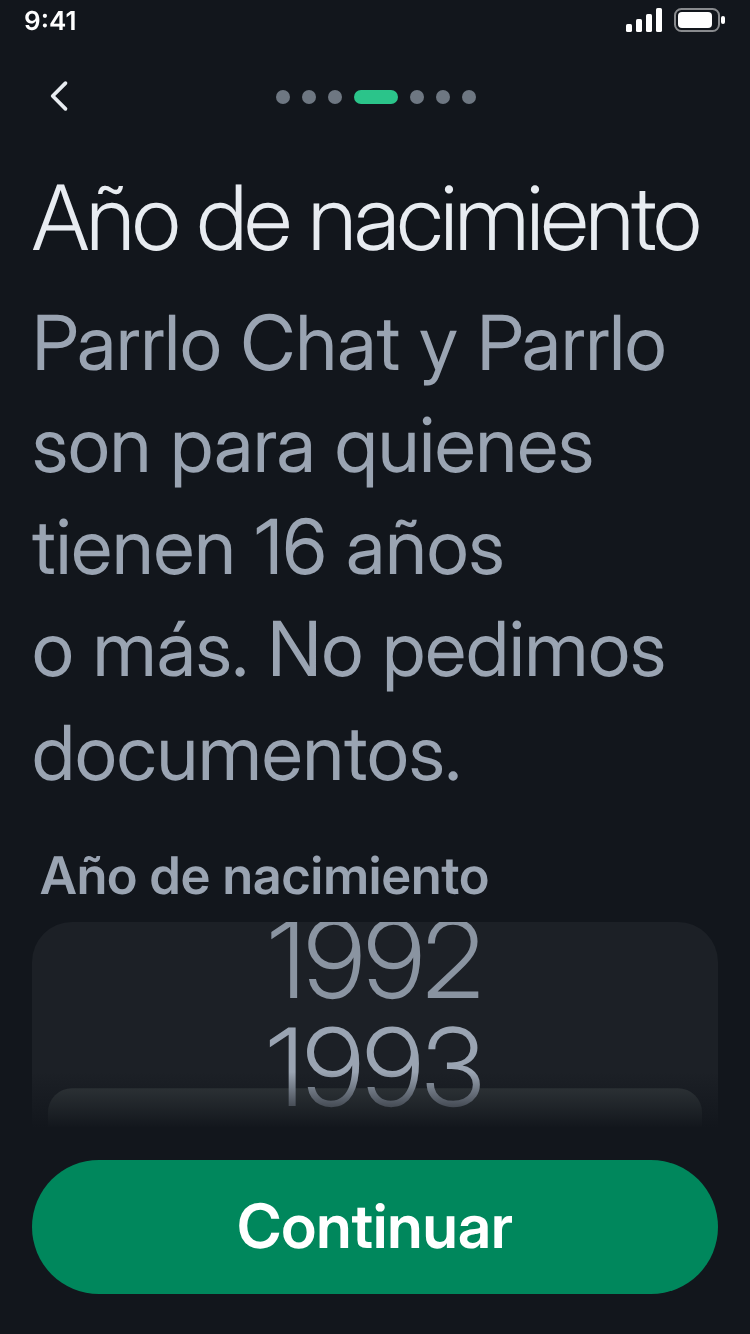 9:41
Año de nacimiento
Parrlo Chat y Parrlo
son para quienes
tienen 16 años
o más. No pedimos
documentos.
Año de nacimiento
1992
1993
Continuar